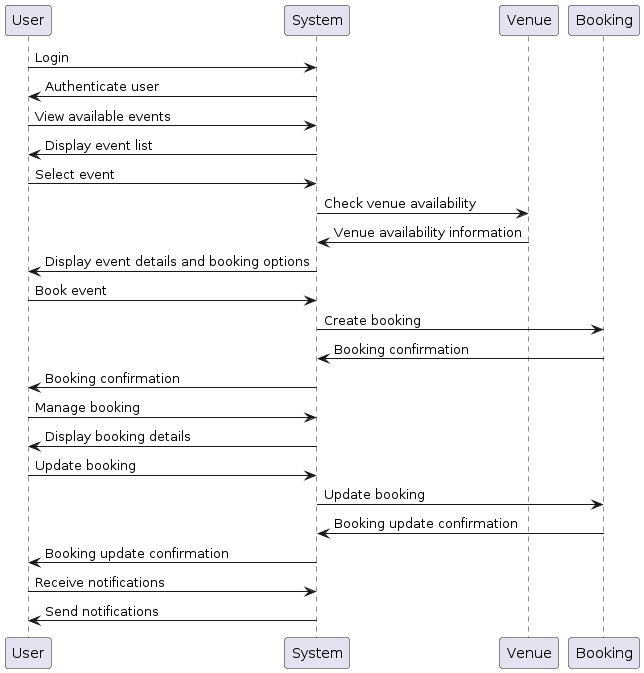 User System Venue Booking
Login
Authenticate user
View available events
Display event list
Select event
Check venue availability
Venue availability information
Display event details and booking options
Book event
Create booking
Booking confirmation
Booking confirmation
Manage booking
Display booking details
Update booking
Update booking
Booking update confirmation
Booking update confirmation
Receive notifications
Send notifications
User System Venue Booking